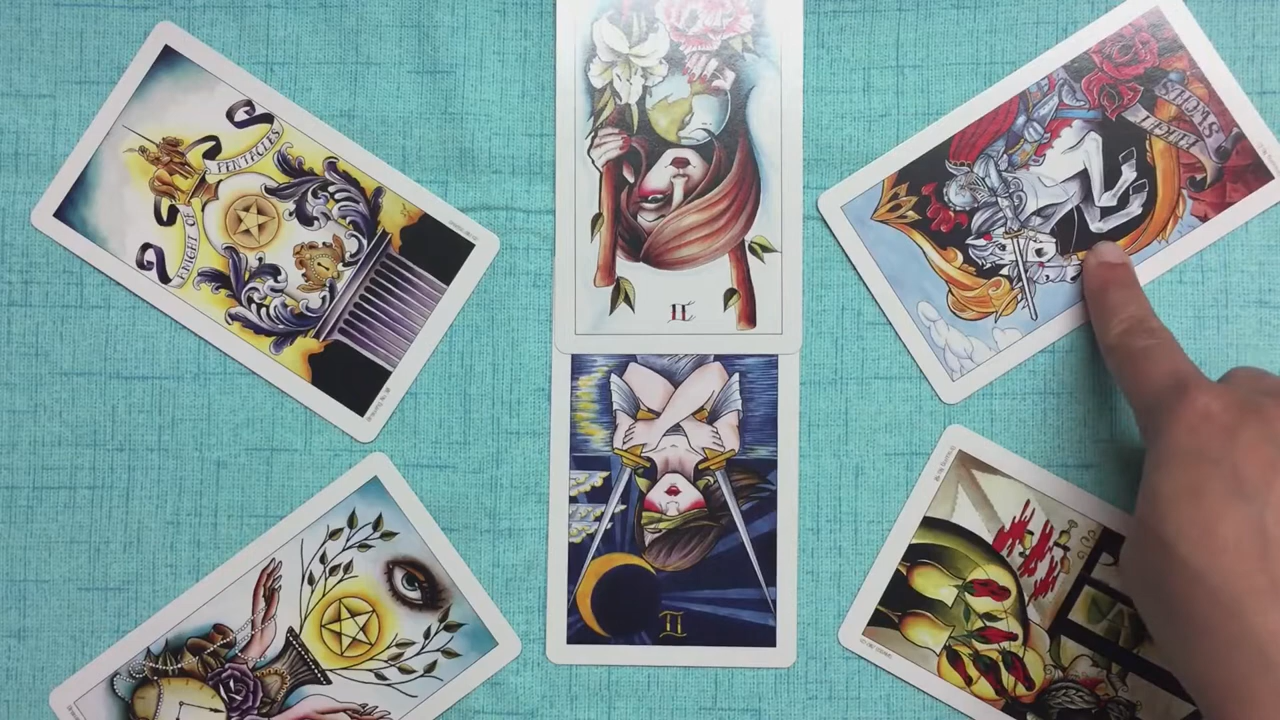 KNIGHT OF
PENTACLES
II
KNIGHT
SWORDS
II